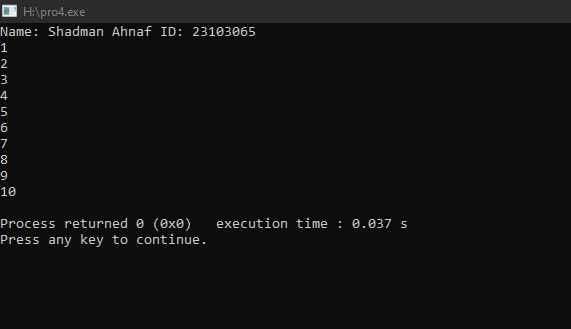 H:\pro4.exe
Name: Shadman Ahnaf ID: 23103065
1
2
3
4
5
6
7
8
9
10
Process returned 0 (0x0)   execution time : 0.037 s
Press any key to continue.